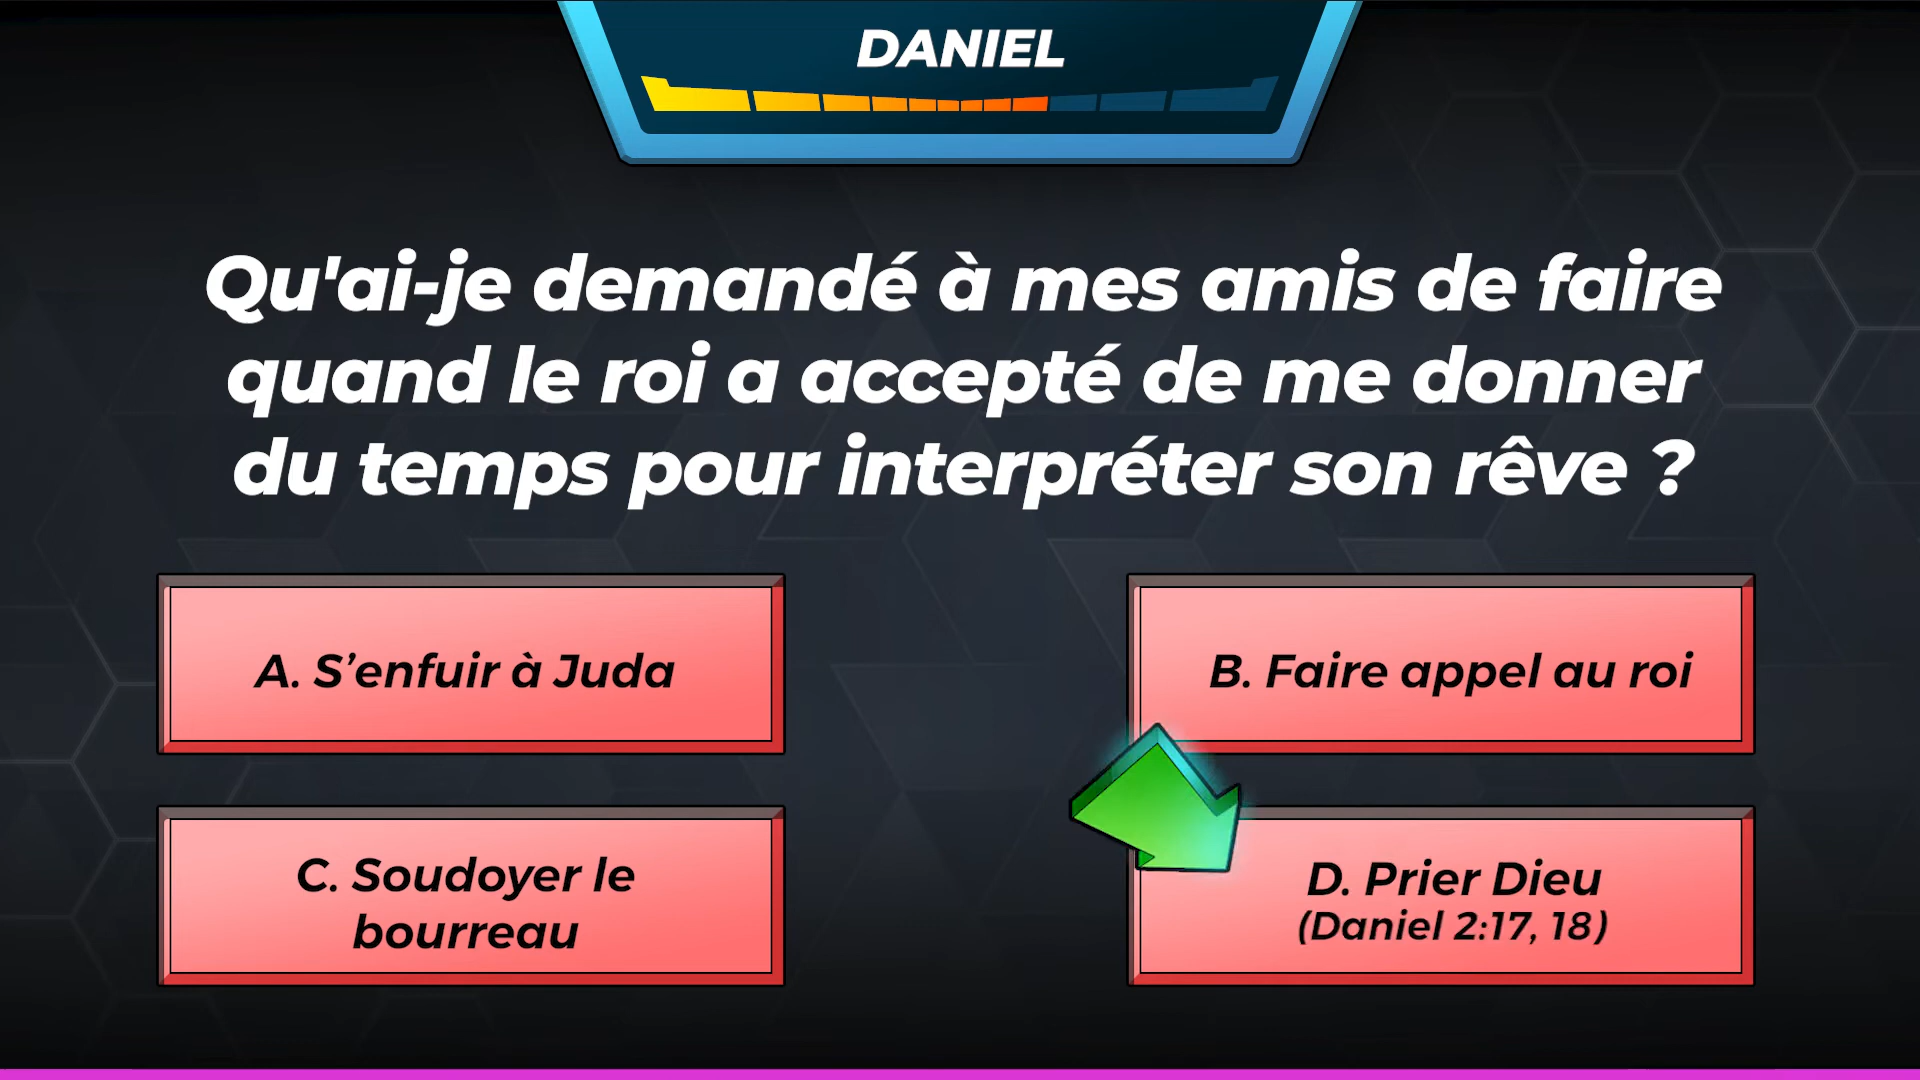 DANIEL
Qu'ai-je demandé à mes amis de faire
quand le roi a accepté de me donner
du temps pour interpréter son rêve ?
A. S’enfuir à Juda
B. Faire appel au roi
C. Soudoyer le
bourreau
D. Prier Dieu
(Daniel 2:17, 18)